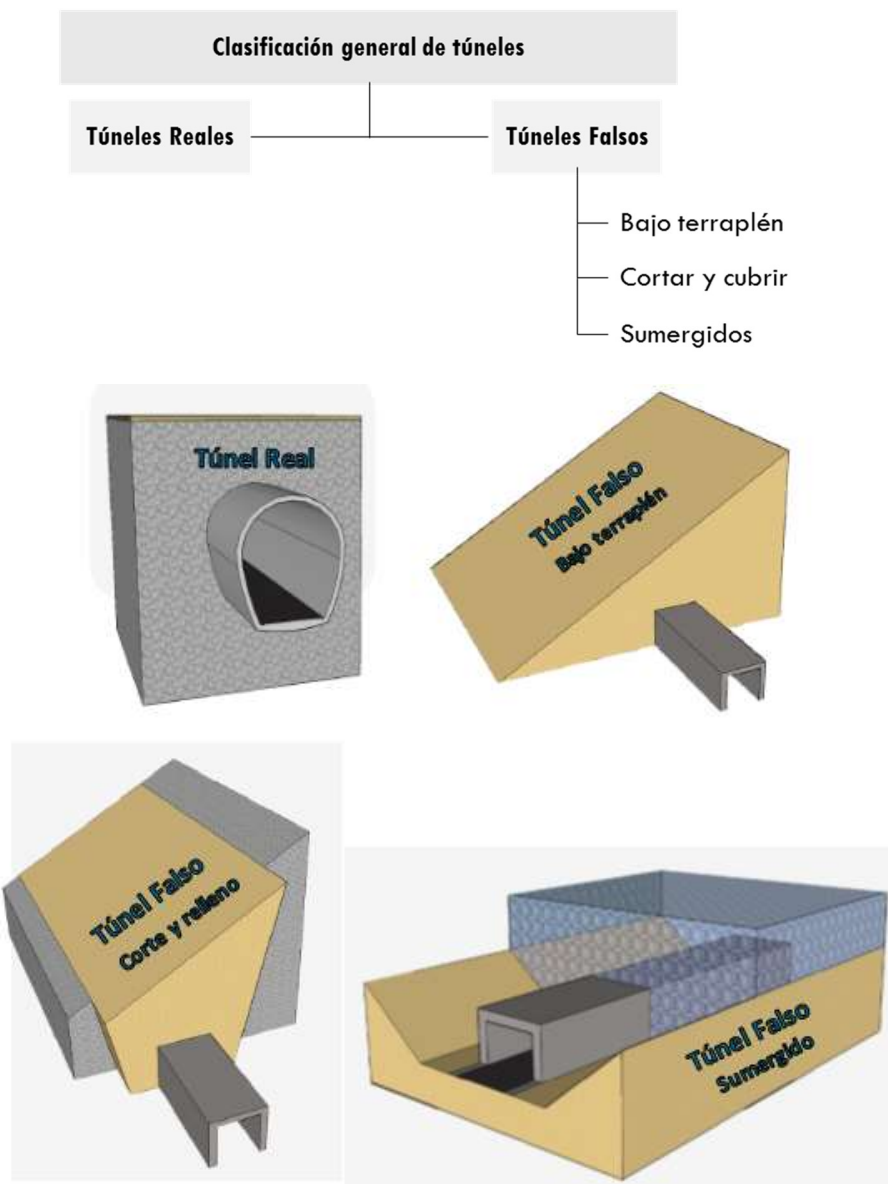 Clasificación general de túneles
Túneles Reales
Túneles Falsos
Bajo terraplén
Cortar y cubrir
Sumergidos
Túnel Real
Túnel Falso
Bajo terraplén
Túnel Falso
Corte y relleno
Túnel Falso
Sumergido